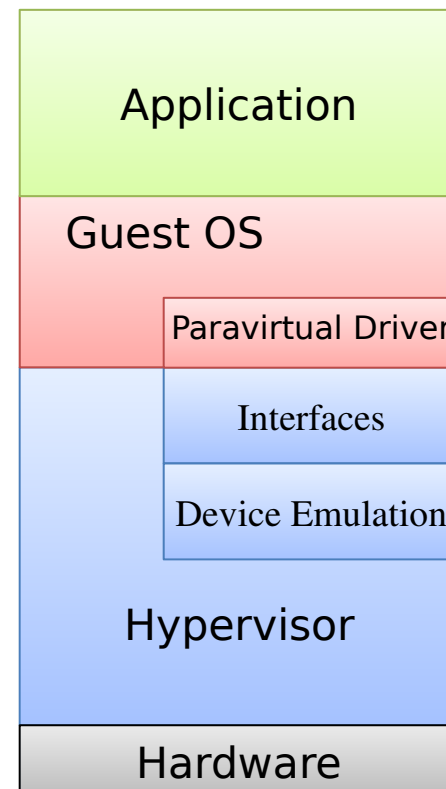 Application
Guest OS
Paravirtual Driver
Interfaces
Device Emulation
Hypervisor
Hardware